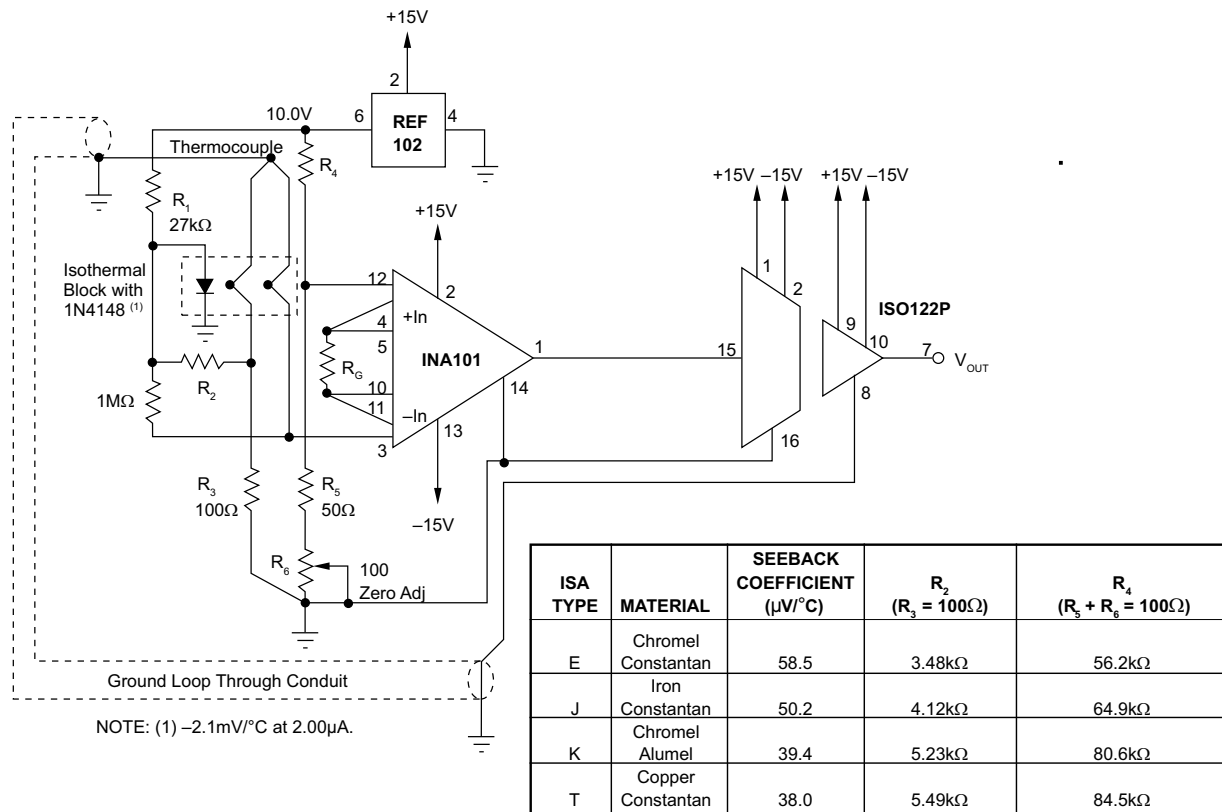 +15V
2
10.0V
6
REF
102
4
Thermocouple
R4
R1
27kΩ
+15V
+15V –15V
+15V –15V
Isothermal
Block with
1N4148 (1)
12
2
1
2
ISO122P
+In
4
5
9
10
RG
INA101
1
15
7
VOUT
R2
10
11
14
8
1MΩ
–In
3
13
16
R3
100Ω
R5
50Ω
–15V
R6
100
Zero Adj
Ground Loop Through Conduit
NOTE: (1) –2.1mV/°C at 2.00µA.
ISA TYPE MATERIAL SEEBACK COEFFICIENT (µV/°C) R2 (R3 = 100Ω) R4 (R5 + R6 = 100Ω)
E Chromel Constantan 58.5 3.48kΩ 56.2kΩ
J Iron Constantan 50.2 4.12kΩ 64.9kΩ
K Chromel Alumel 39.4 5.23kΩ 80.6kΩ
T Copper Constantan 38.0 5.49kΩ 84.5kΩ